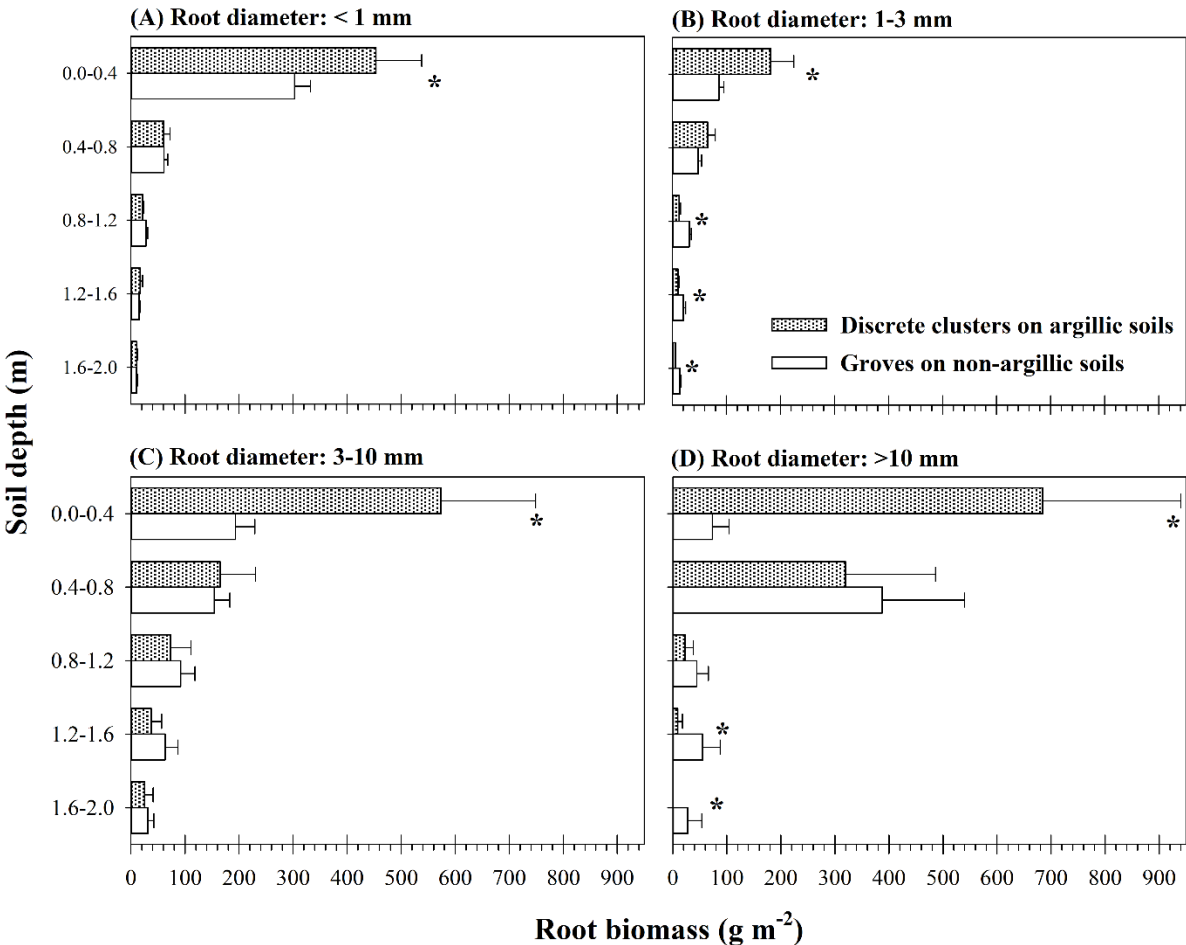 (A) Root diameter: < 1 mm
(B) Root diameter: 1-3 mm
0.0-0.4
*
*
0.4-0.8
0.8-1.2
*
1.2-1.6
*
Discrete clusters on argillic soils
1.6-2.0
*
Groves on non-argillic soils
Soil depth (m)
(C) Root diameter: 3-10 mm
(D) Root diameter: >10 mm
0.0-0.4
*
*
0.4-0.8
0.8-1.2
1.2-1.6
*
1.6-2.0
*
0 100 200 300 400 500 600 700 800 900
0 100 200 300 400 500 600 700 800 900
Root biomass (g m⁻²)